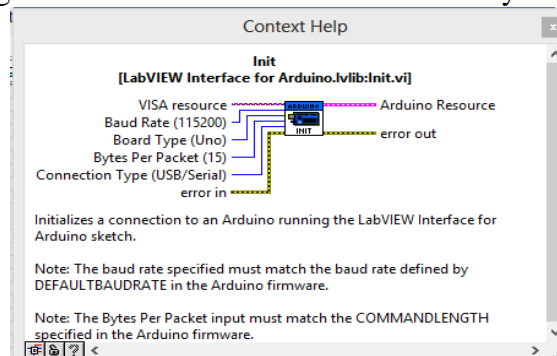 Context Help
Init
[LabVIEW Interface for Arduino.lvlib:Init.vi]
VISA resource
Baud Rate (115200)
Board Type (Uno)
Bytes Per Packet (15)
Connection Type (USB/Serial)
error in
ARDUINO
INIT
Arduino Resource
error out
Initializes a connection to an Arduino running the LabVIEW Interface for
Arduino sketch.
Note: The baud rate specified must match the baud rate defined by
DEFAULTBAUDRATE in the Arduino firmware.
Note: The Bytes Per Packet input must match the COMMANDLENGTH
specified in the Arduino firmware.